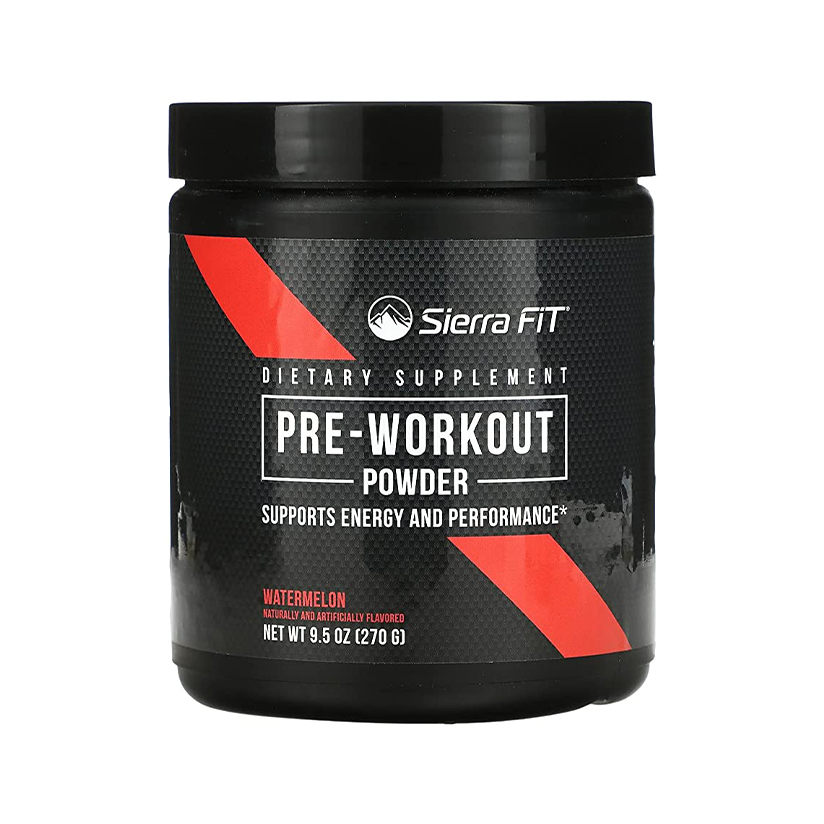 Sierra FiT®
DIETARY SUPPLEMENT
PRE-WORKOUT
POWDER
SUPPORTS ENERGY AND PERFORMANCE*
WATERMELON
NATURALLY AND ARTIFICIALLY FLAVORED
NET WT 9.5 OZ (270 G)